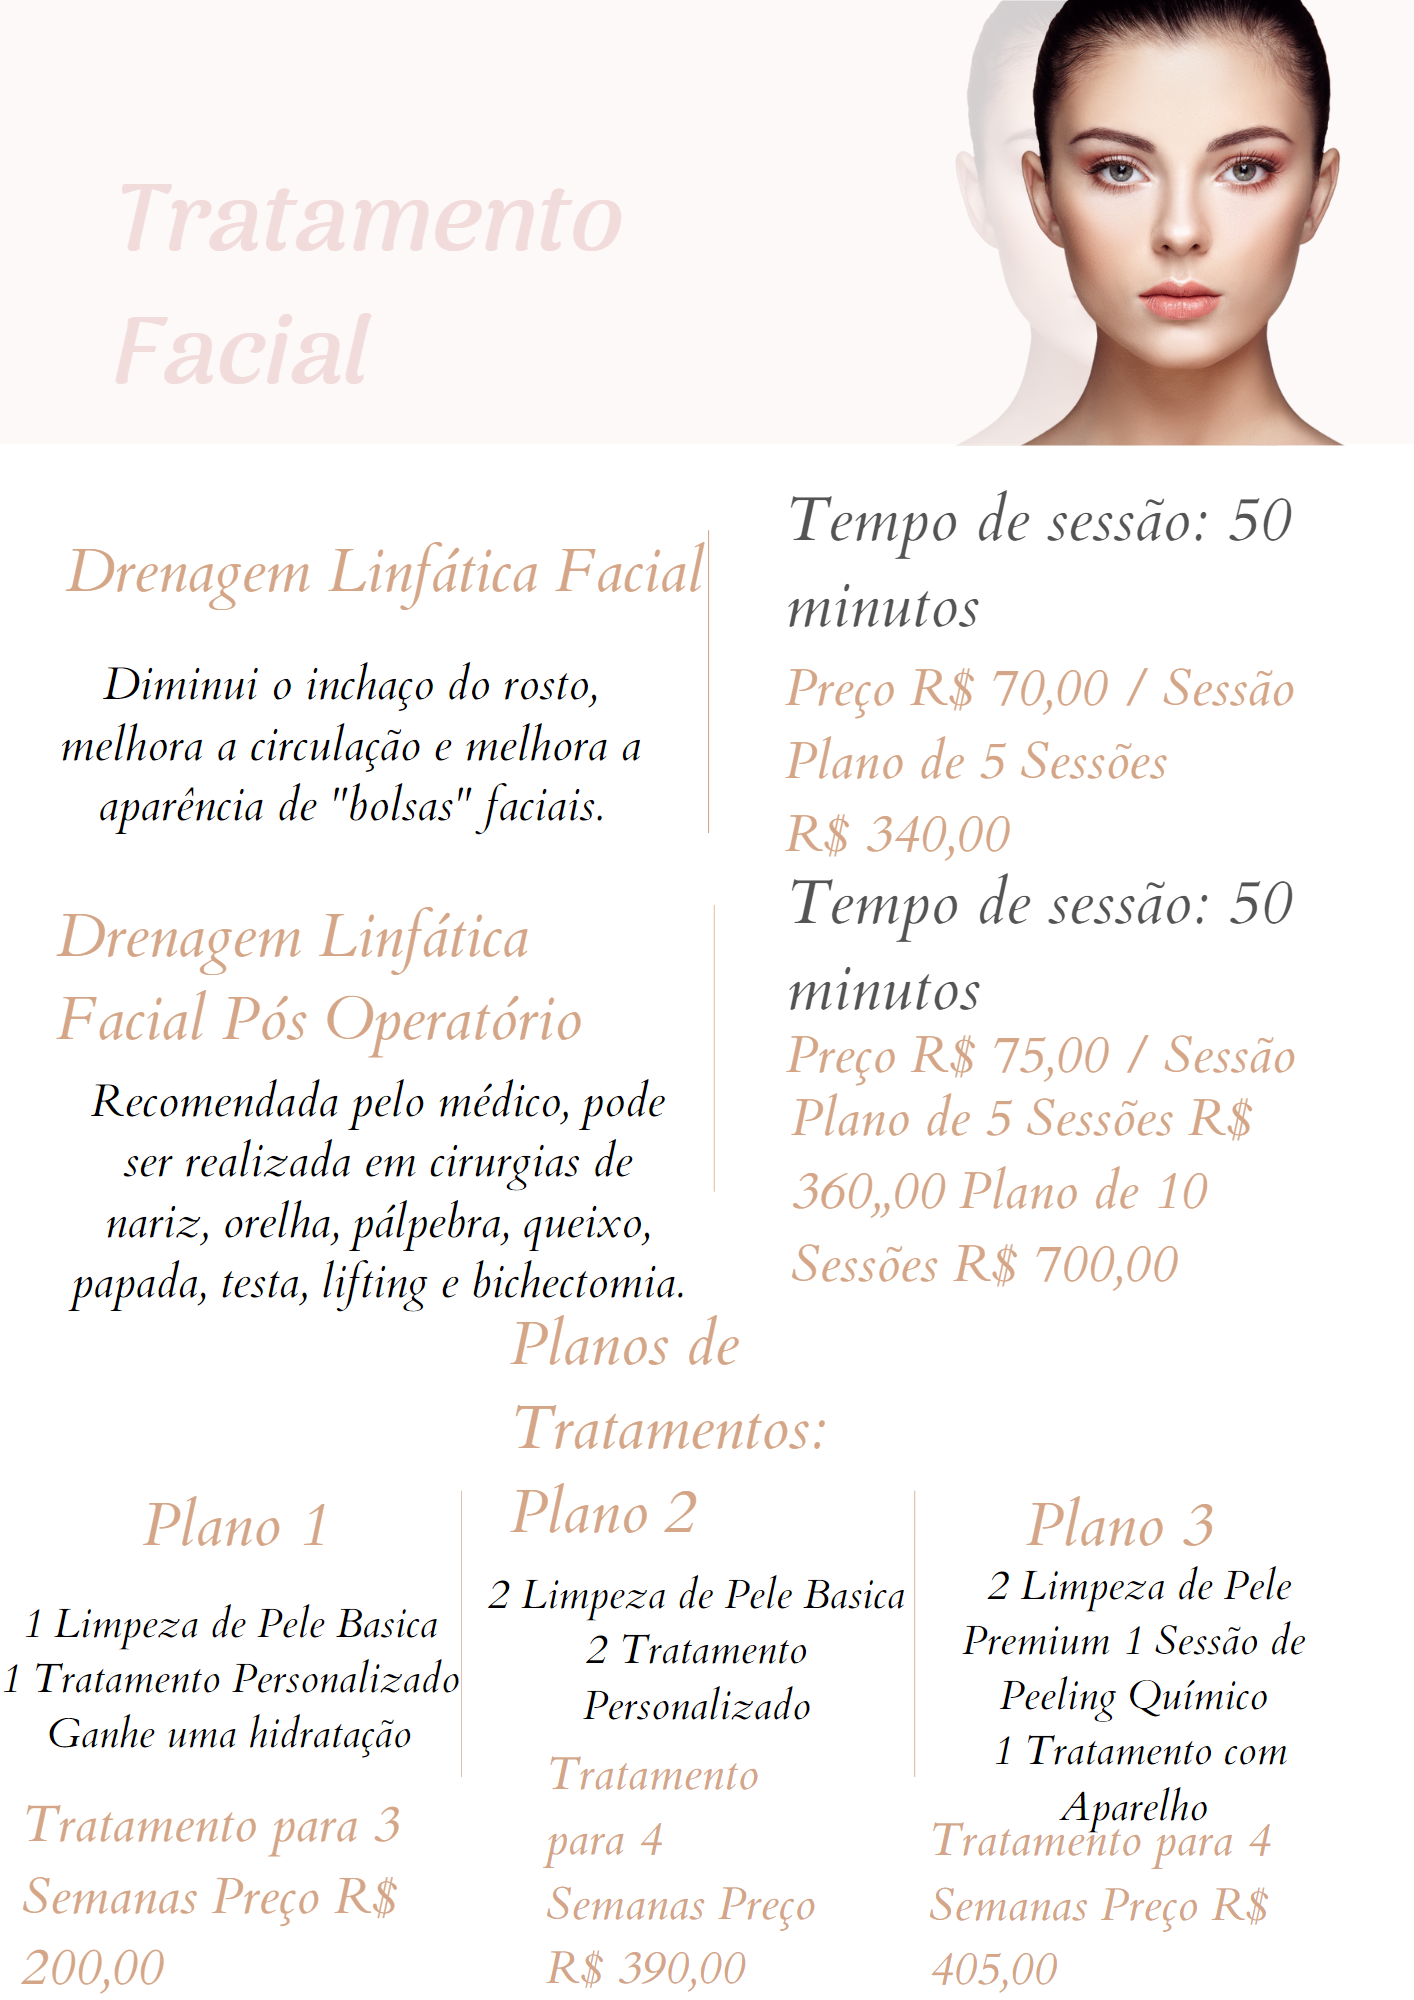 Tratamento
Facial
Drenagem Linfática Facial
Diminui o inchaço do rosto,
melhora a circulação e melhora a
aparência de "bolsas" faciais.
Tempo de sessão: 50
minutos
Preço R$ 70,00 / Sessão
Plano de 5 Sessões
R$ 340,00
Drenagem Linfática
Facial Pós Operatório
Recomendada pelo médico, pode
ser realizada em cirurgias de
nariz, orelha, pálpebra, queixo,
papada, testa, lifting e bichectomia.
Tempo de sessão: 50
minutos
Preço R$ 75,00 / Sessão
Plano de 5 Sessões R$
360,,00 Plano de 10
Sessões R$ 700,00
Planos de
Tratamentos:
Plano 1
1 Limpeza de Pele Basica
1 Tratamento Personalizado
Ganhe uma hidratação
Tratamento para 3
Semanas Preço R$
200,00
Plano 2
2 Limpeza de Pele Basica
2 Tratamento
Personalizado
Tratamento
para 4
Semanas Preço
R$ 390,00
Plano 3
2 Limpeza de Pele
Premium 1 Sessão de
Peeling Químico
1 Tratamento com
Aparelho
Tratamento para 4
Semanas Preço R$
405,00